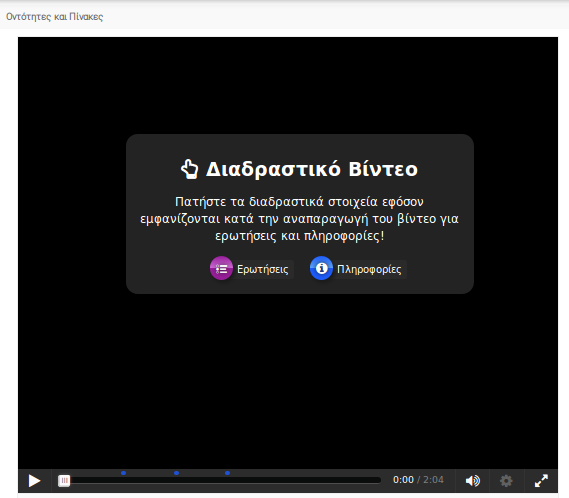 Οντότητες και Πίνακες
Διαδραστικό Βίντεο
Πατήστε τα διαδραστικά στοιχεία εφόσον
εμφανίζονται κατά την αναπαραγωγή του βίντεο για
ερωτήσεις και πληροφορίες!
Ερωτήσεις Πληροφορίες
0:00 / 2:04